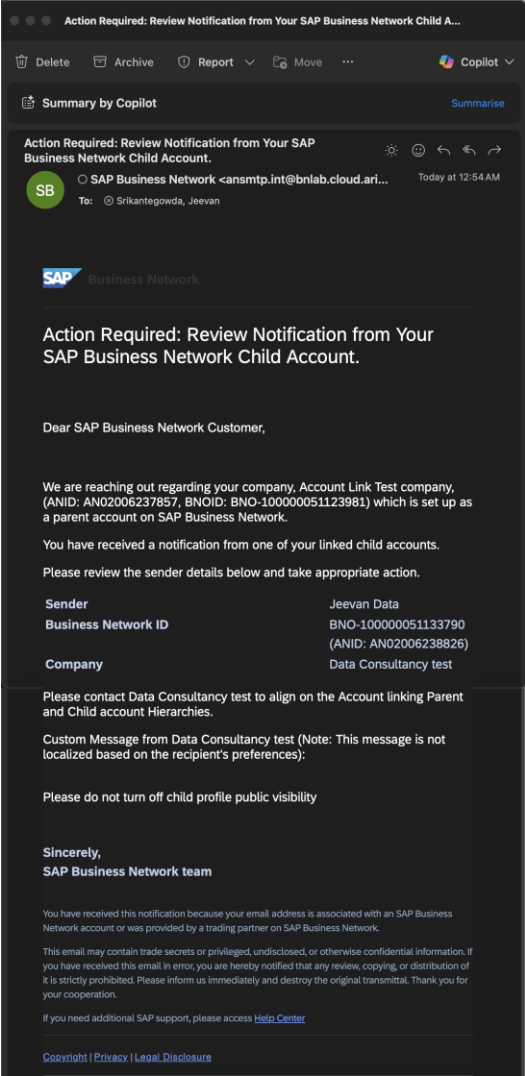 Action Required: Review Notification from Your SAP Business Network Child A...
Delete Archive Report Move ... Copilot
Summary by Copilot Summarise
Action Required: Review Notification from Your SAP
Business Network Child Account.
SB
SAP Business Network <ansmtp.int@bnlab.cloud.ari... Today at 12:54 AM
To: Srikantegowda, Jeevan
SAP Business Network
Action Required: Review Notification from Your
SAP Business Network Child Account.
Dear SAP Business Network Customer,
We are reaching out regarding your company, Account Link Test company,
(ANID: AN02006237857, BNOID: BNO-100000051123981) which is set up as
a parent account on SAP Business Network.
You have received a notification from one of your linked child accounts.
Please review the sender details below and take appropriate action.
Sender Jeevan Data
Business Network ID BNO-100000051133790
(ANID: AN02006238826)
Company Data Consultancy test
Please contact Data Consultancy test to align on the Account linking Parent
and Child account Hierarchies.
Custom Message from Data Consultancy test (Note: This message is not
localized based on the recipient's preferences):
Please do not turn off child profile public visibility
Sincerely,
SAP Business Network team
You have received this notification because your email address is associated with an SAP Business
Network account or was provided by a trading partner on SAP Business Network.
This email may contain trade secrets or privileged, undisclosed, or otherwise confidential information. If
you have received this email in error, you are hereby notified that any review, copying, or distribution of
it is strictly prohibited. Please inform us immediately and destroy the original transmittal. Thank you for
your cooperation.
If you need additional SAP support, please access Help Center
Copyright | Privacy | Legal Disclosure